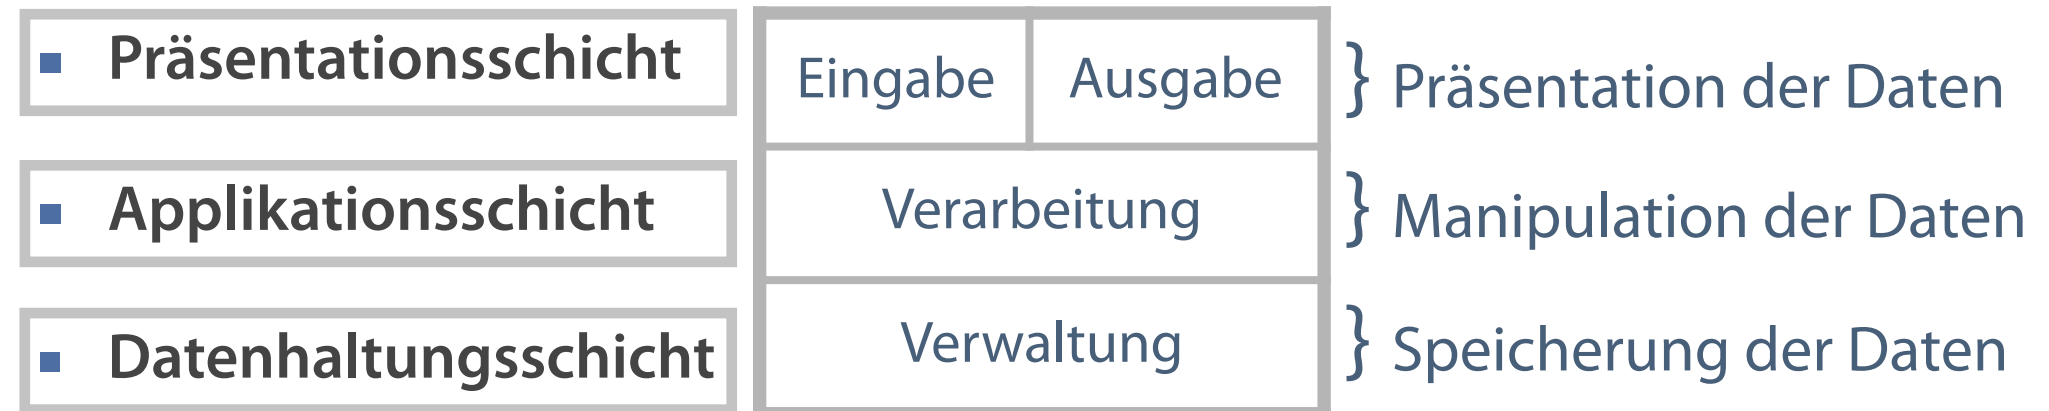 ▪ Präsentationsschicht Eingabe Ausgabe } Präsentation der Daten
▪ Applikationsschicht Verarbeitung } Manipulation der Daten
▪ Datenhaltungsschicht Verwaltung } Speicherung der Daten